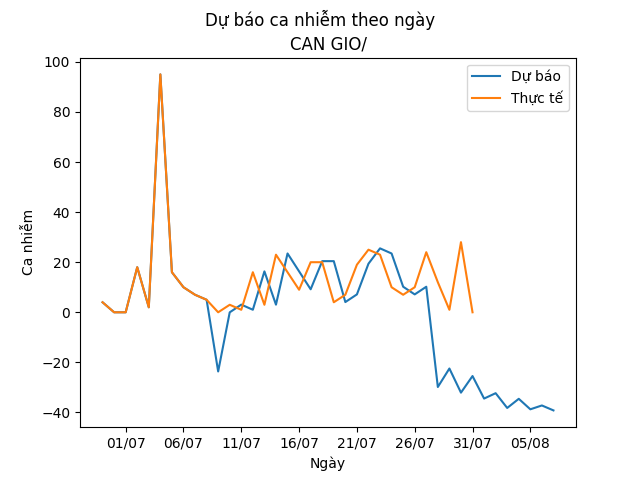 Dự báo ca nhiễm theo ngày
CAN GIO/
Dự báo
Thực tế
Ca nhiễm
100
80
60
40
20
0
−20
−40
01/07 06/07 11/07 16/07 21/07 26/07 31/07 05/08
Ngày